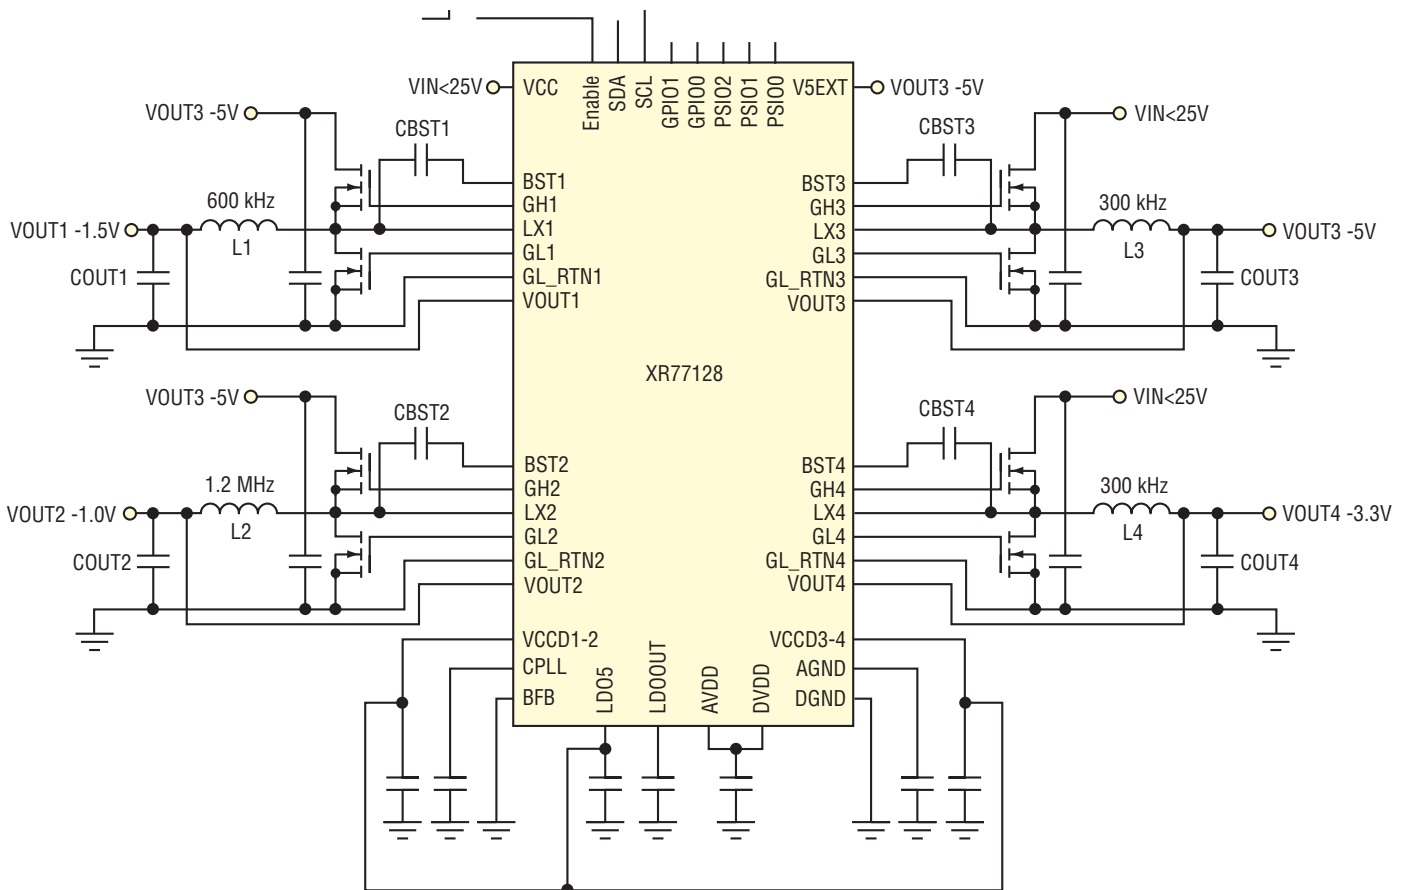 VIN<25V
VCC
Enable
SDA
SCL
GPIO1
GPIO0
PSIO2
PSIO1
PSIO0
V5EXT
VOUT3 -5V
VOUT3 -5V
CBST1
BST1
GH1
600 kHz
VOUT1 -1.5V
L1
LX1
GL1
COUT1
GL_RTN1
VOUT1
CBST3
VIN<25V
BST3
GH3
300 kHz
LX3
VOUT3 -5V
L3
GL3
GL_RTN3
COUT3
VOUT3
XR77128
VOUT3 -5V
CBST2
BST2
GH2
1.2 MHz
VOUT2 -1.0V
L2
LX2
GL2
COUT2
GL_RTN2
VOUT2
CBST4
VIN<25V
BST4
GH4
300 kHz
LX4
VOUT4 -3.3V
L4
GL4
GL_RTN4
COUT4
VOUT4
VCCD1-2
CPLL
BFB
LDO5
LDOOUT
AVDD
DVDD
VCCD3-4
AGND
DGND